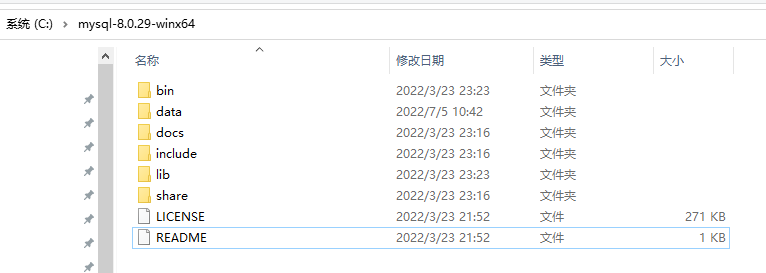 系统 (C:) > mysql-8.0.29-winx64
名称 修改日期 类型 大小
bin 2022/3/23 23:23 文件夹
data 2022/7/5 10:42 文件夹
docs 2022/3/23 23:16 文件夹
include 2022/3/23 23:16 文件夹
lib 2022/3/23 23:23 文件夹
share 2022/3/23 23:16 文件夹
LICENSE 2022/3/23 21:52 文件 271 KB
README 2022/3/23 21:52 文件 1 KB